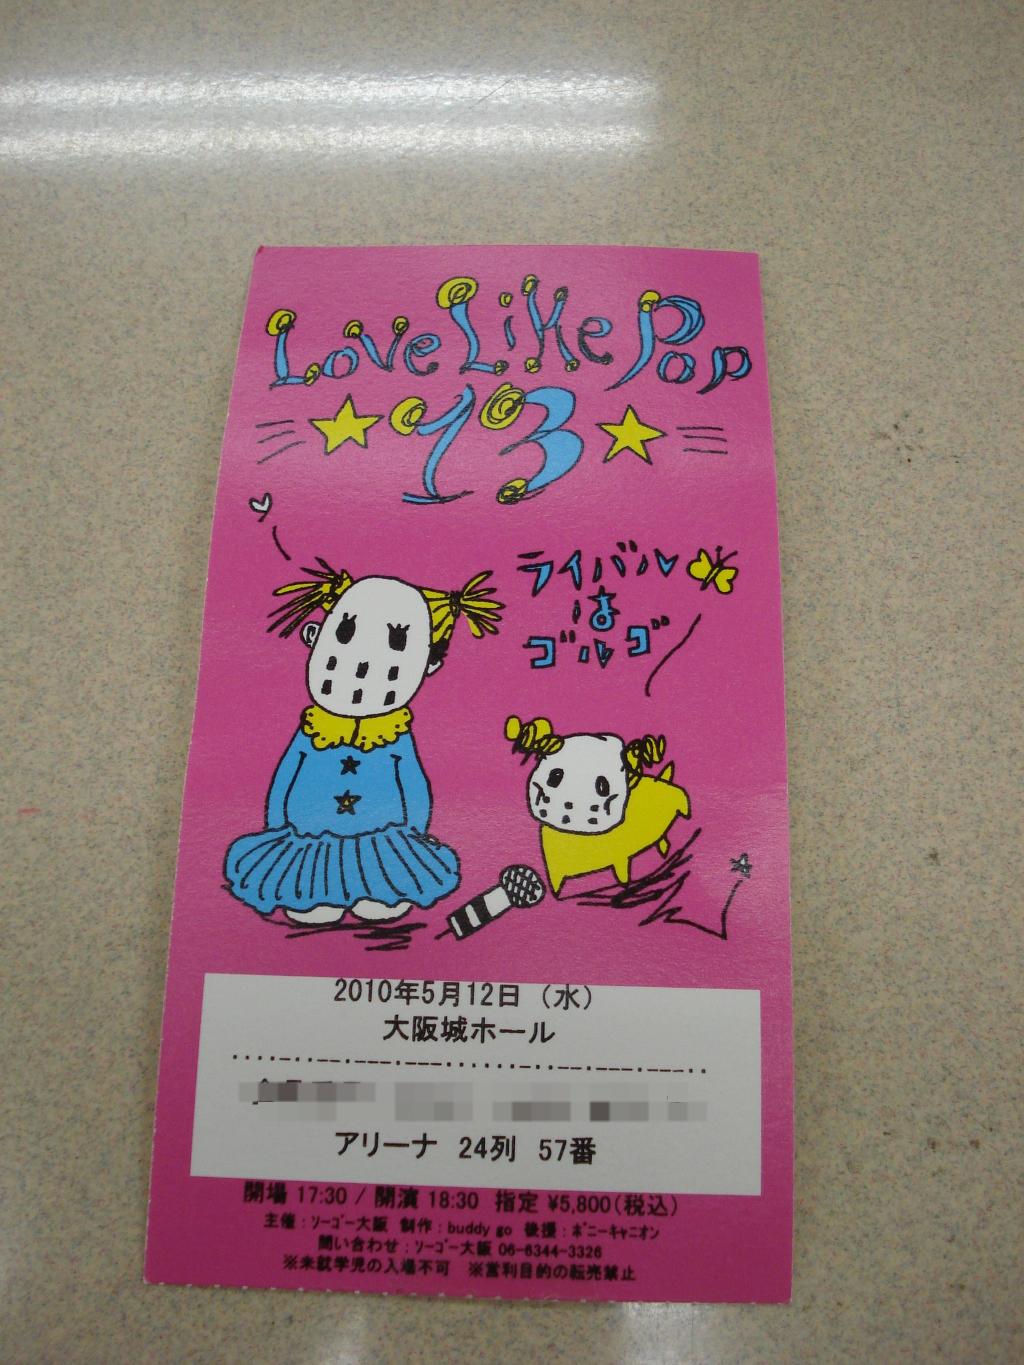 Love Like Pop
13
ライバル
は
ゴルゴ
2010年5月12日（水）
大阪城ホール
アリーナ 24列 57番
開場 17:30 / 開演 18:30 指定 ¥5,800(税込)
主催：ソーゴー大阪 制作：buddy go 後援：ポニーキャニオン
問い合わせ：ソーゴー大阪 06-6344-3326
※未就学児の入場不可 ※営利目的の転売禁止